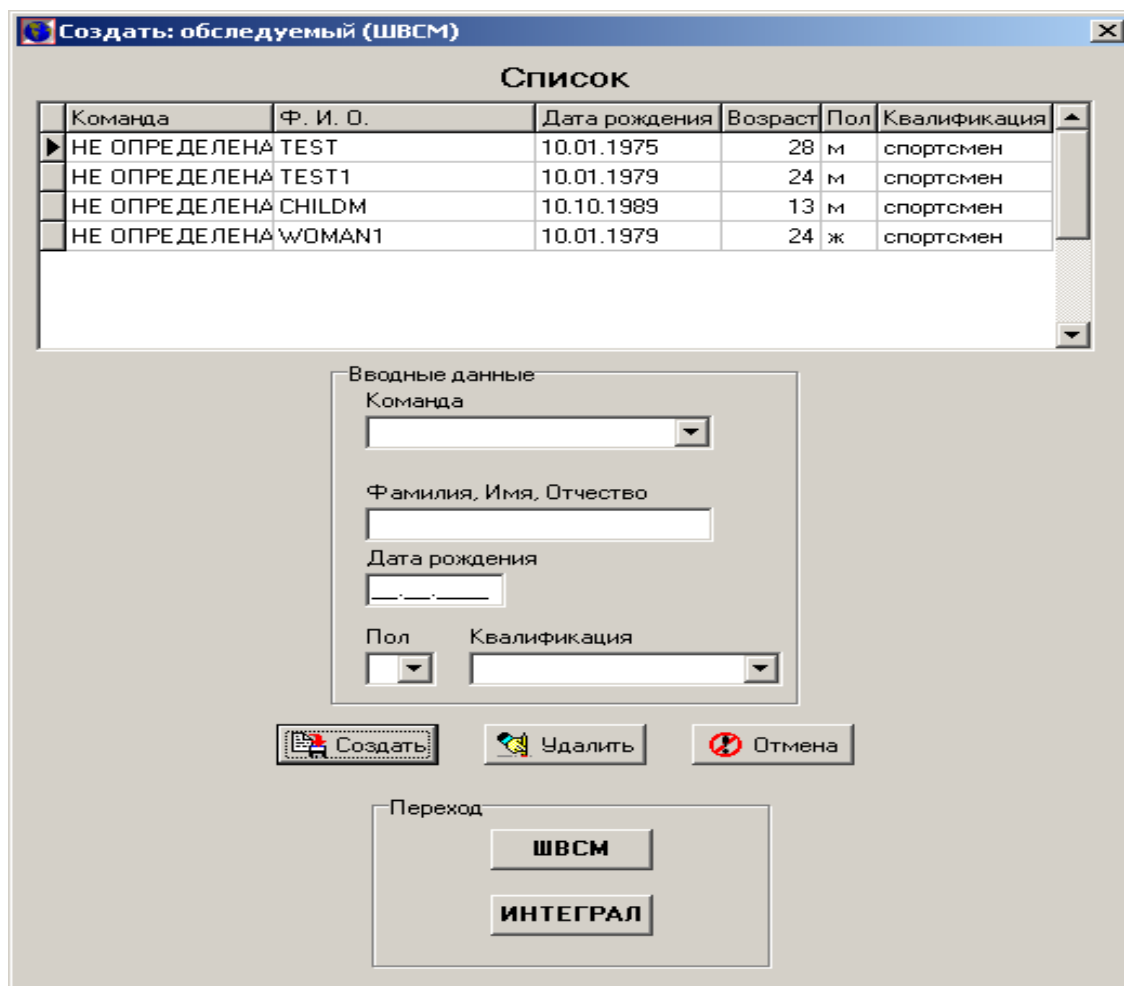 Создать: обследуемый (ШВСМ)
Список
Команда Ф. И. О. Дата рождения Возраст Пол Квалификация
НЕ ОПРЕДЕЛЕНА TEST 10.01.1975 28 м спортсмен
НЕ ОПРЕДЕЛЕНА TEST1 10.01.1979 24 м спортсмен
НЕ ОПРЕДЕЛЕНА CHILDM 10.10.1989 13 м спортсмен
НЕ ОПРЕДЕЛЕНА WOMAN1 10.01.1979 24 ж спортсмен
Вводные данные
Команда
Фамилия, Имя, Отчество
Дата рождения
__.__.____
Пол Квалификация
Создать Удалить Отмена
Переход
ШВСМ
ИНТЕГРАЛ